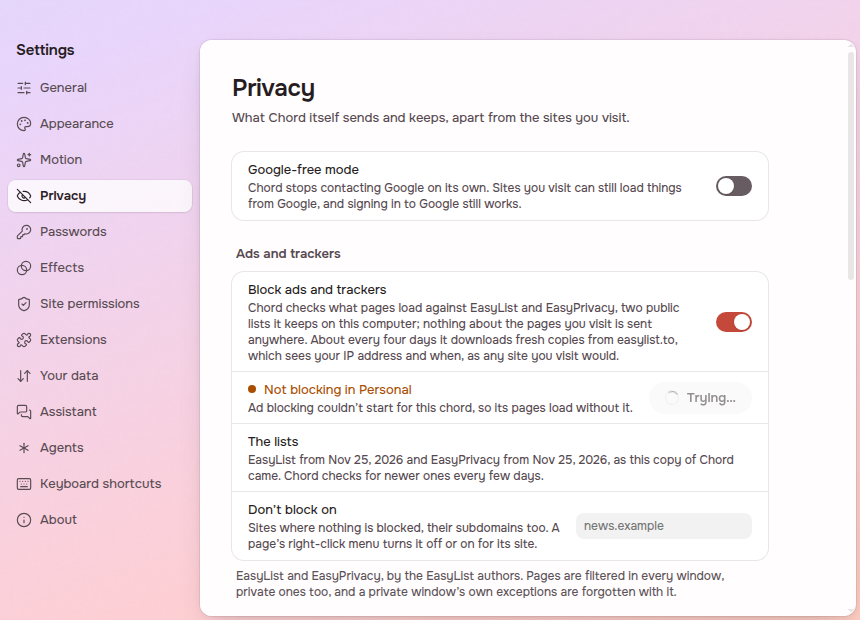 Settings
General
Appearance
Motion
Privacy
Passwords
Effects
Site permissions
Extensions
Your data
Assistant
Agents
Keyboard shortcuts
About
Privacy
What Chord itself sends and keeps, apart from the sites you visit.
Google-free mode
Chord stops contacting Google on its own. Sites you visit can still load things
from Google, and signing in to Google still works.
Ads and trackers
Block ads and trackers
Chord checks what pages load against EasyList and EasyPrivacy, two public
lists it keeps on this computer; nothing about the pages you visit is sent
anywhere. About every four days it downloads fresh copies from easylist.to,
which sees your IP address and when, as any site you visit would.
Not blocking in Personal
Ad blocking couldn't start for this chord, so its pages load without it.
Trying...
The lists
EasyList from Nov 25, 2026 and EasyPrivacy from Nov 25, 2026, as this copy of Chord
came. Chord checks for newer ones every few days.
Don't block on
Sites where nothing is blocked, their subdomains too. A
page's right-click menu turns it off or on for its site.
news.example
EasyList and EasyPrivacy, by the EasyList authors. Pages are filtered in every window,
private ones too, and a private window's own exceptions are forgotten with it.